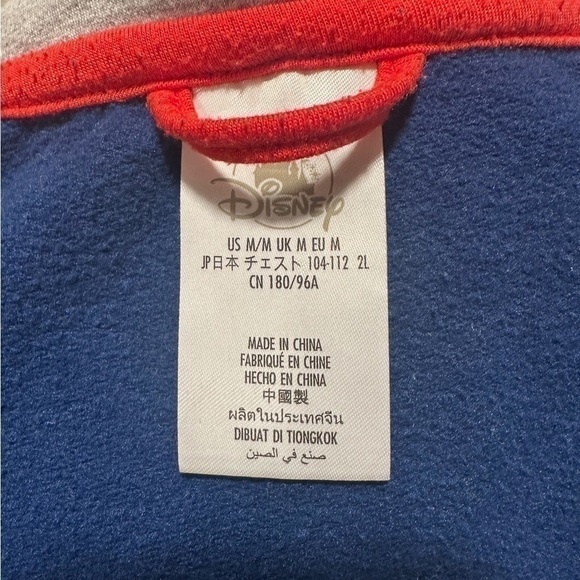 Disney
US M/M UK M EU M
JP日本 チェスト 104-112 2L
CN 180/96A
MADE IN CHINA
FABRIQUÉ EN CHINE
HECHO EN CHINA
中國製
ผลิตในประเทศจีน
DIBUAT DI TIONGKOK
صنع في الصين